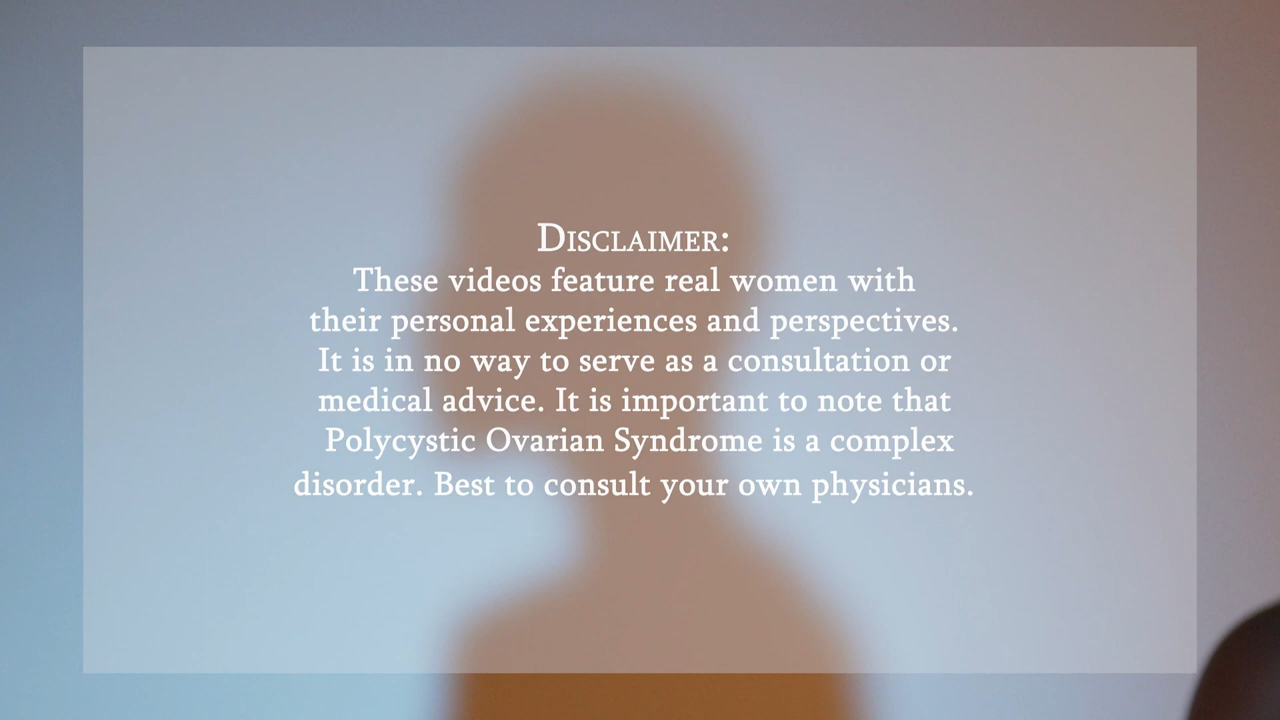 DISCLAIMER:
These videos feature real women with
their personal experiences and perspectives.
It is in no way to serve as a consultation or
medical advice. It is important to note that
Polycystic Ovarian Syndrome is a complex
disorder. Best to consult your own physicians.